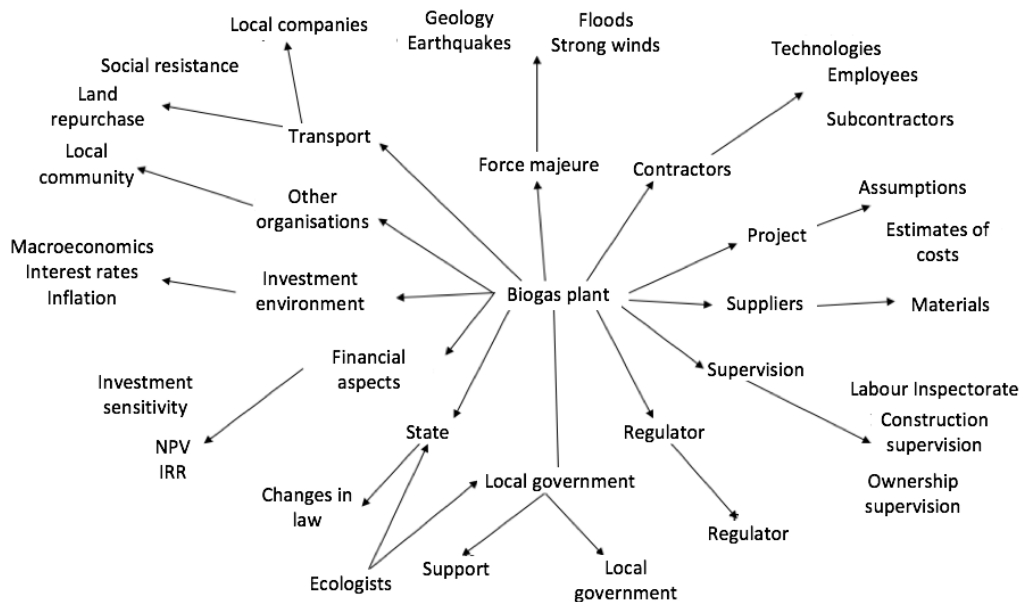 Local companies
Geology
Earthquakes
Floods
Strong winds
Technologies
Employees
Subcontractors
Social resistance
Land
repurchase
Transport
Local
community
Force majeure
Contractors
Other
organisations
Assumptions
Project
Estimates of
costs
Macroeconomics
Interest rates
Inflation
Investment
environment
Biogas plant
Suppliers
Materials
Financial
aspects
Supervision
Investment
sensitivity
NPV
IRR
Labour Inspectorate
Construction
supervision
Ownership
supervision
State
Regulator
Changes in
law
Local government
Regulator
Ecologists
Support
Local
government